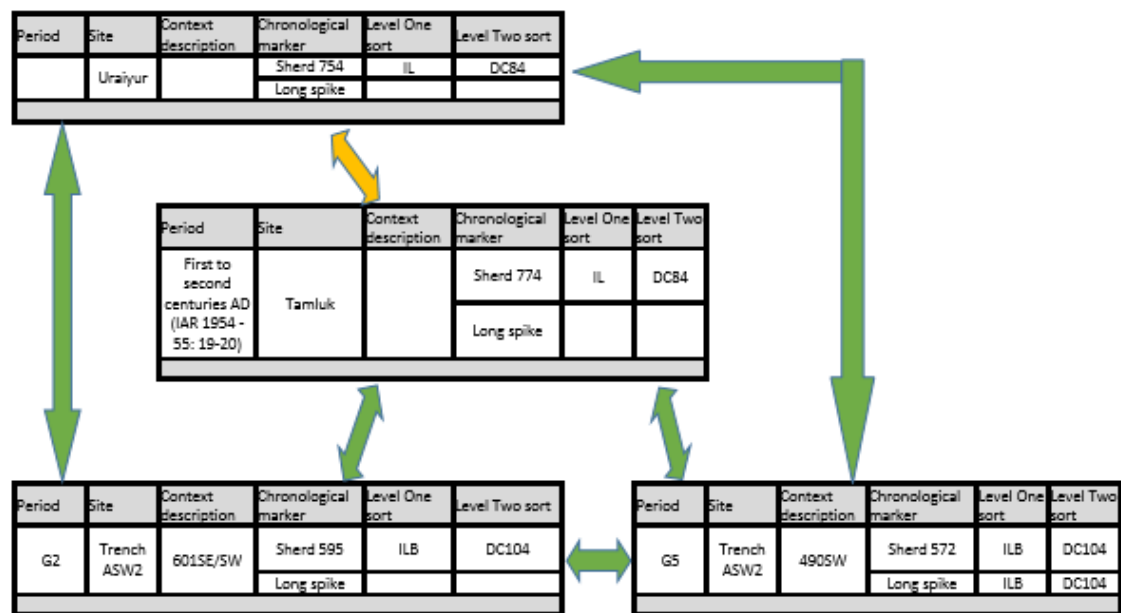 Period Site Context description Chronological marker Level One sort Level Two sort
Uraiyur Sherd 754 IL DC84
Long spike
Period Site Context description Chronological marker Level One sort Level Two sort
First to second centuries AD (IAR 1954 - 55: 19-20) Tamluk Sherd 774 IL DC84
Long spike
Period Site Context description Chronological marker Level One sort Level Two sort
G2 Trench ASW2 601SE/SW Sherd 595 ILB DC104
Long spike
Period Site Context description Chronological marker Level One sort Level Two sort
G5 Trench ASW2 490SW Sherd 572 ILB DC104
Long spike ILB DC104